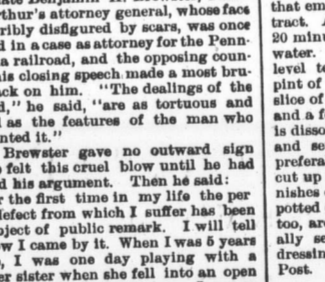 thur's attorney general, whose face
ribly disfigured by scars, was once
d in a case as attorney for the Penn-
a railroad, and the opposing coun-
is closing speech made a most bru-
ck on him. "The dealings of the
d," he said, "are as tortuous and
as the features of the man who
nted it."
Brewster gave no outward sign
felt this cruel blow until he had
d his argument. Then he said:
r the first time in my life the per
defect from which I suffer has been
bject of public remark. I will tell
w I came by it. When I was 5 years
, I was one day playing with a
er sister when she fell into an open
that em
tract. A
20 minu
water.
level te
pint of
slice of
and a f
is disso
and se
prefera
cut up
nishes
potted
too, are
ally se
dressin
Post.